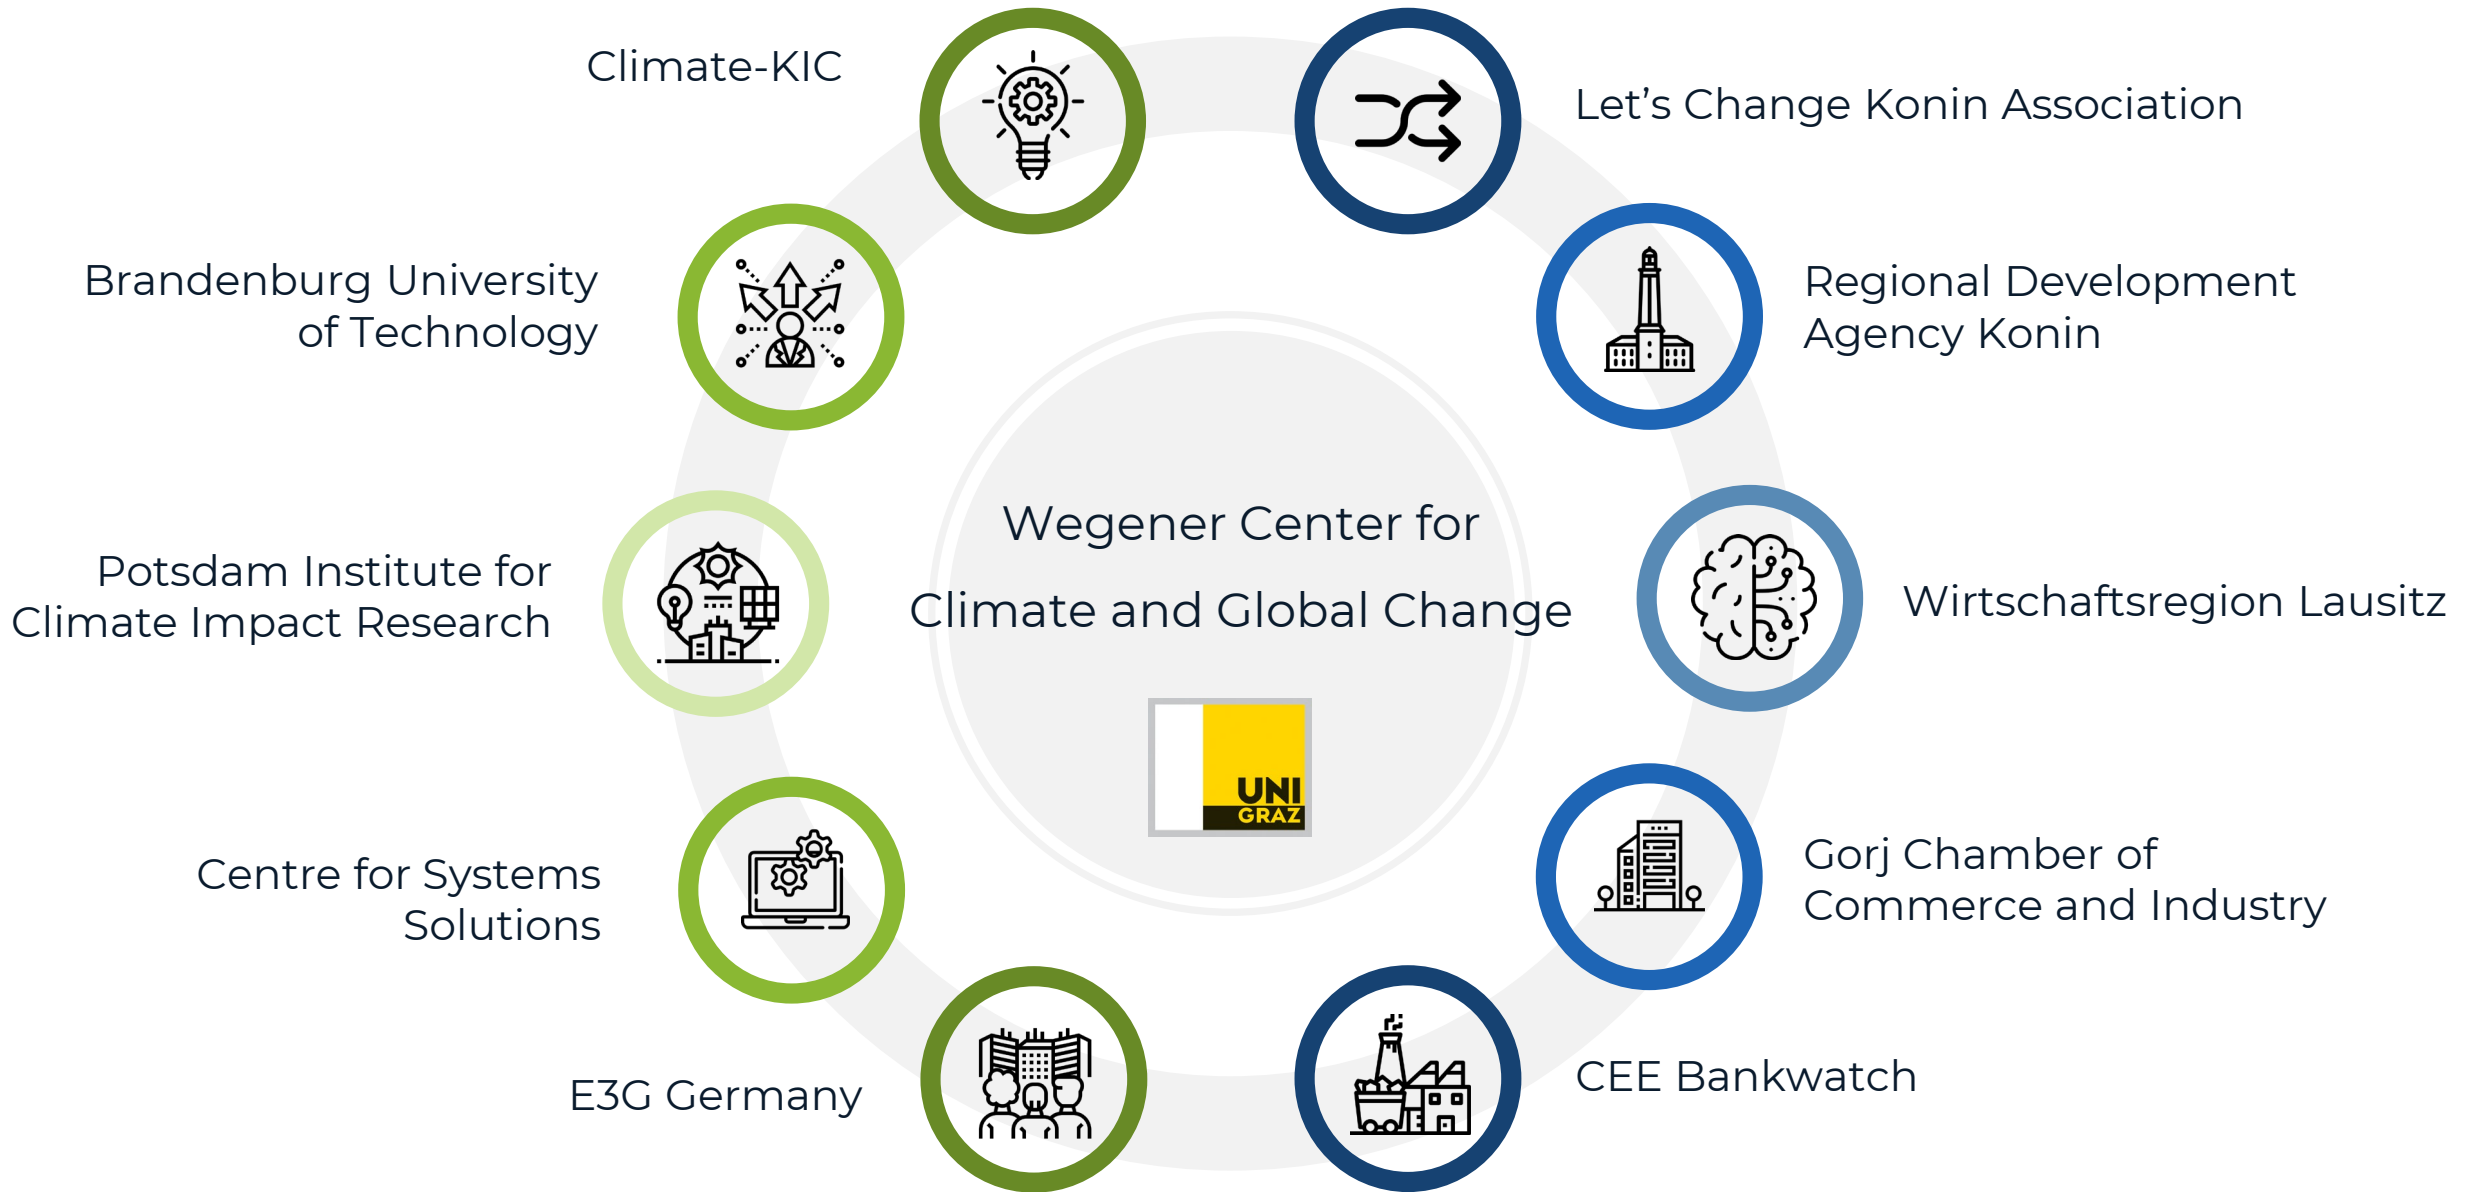 Climate-KIC
Let’s Change Konin Association
Brandenburg University
of Technology
Regional Development
Agency Konin
Potsdam Institute for
Climate Impact Research
Wegener Center for
Climate and Global Change
UNI
GRAZ
Wirtschaftsregion Lausitz
Centre for Systems
Solutions
Gorj Chamber of
Commerce and Industry
E3G Germany
CEE Bankwatch